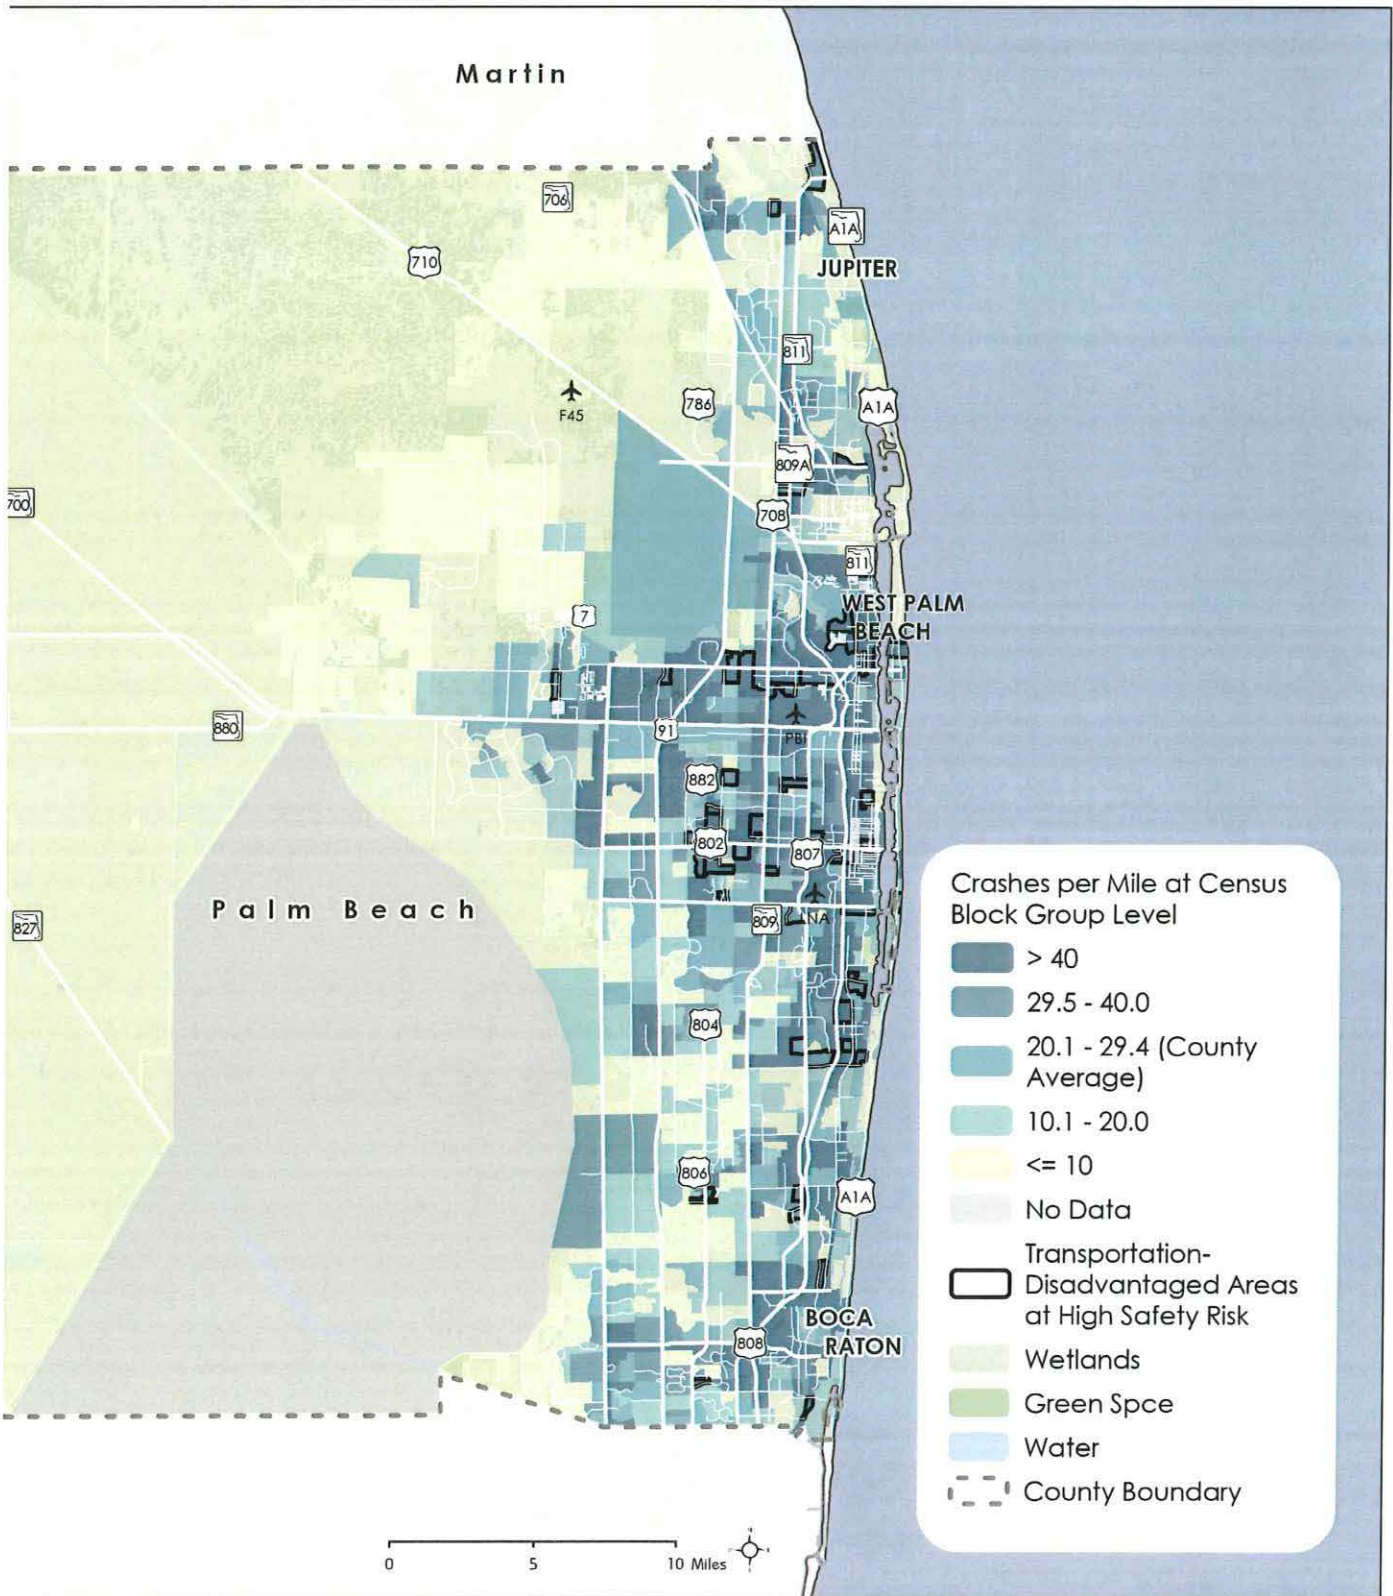 Martin
706
A1A
710
JUPITER
811
786
A1A
F45
809A
700
708
811
WEST PALM
BEACH
7
880
91
PBI
882
802
807
Palm Beach
LNA
809
827
804
806
A1A
BOCA
RATON
808
Crashes per Mile at Census
Block Group Level
> 40
29.5 - 40.0
20.1 - 29.4 (County
Average)
10.1 - 20.0
<= 10
No Data
Transportation-
Disadvantaged Areas
at High Safety Risk
Wetlands
Green Spce
Water
County Boundary
0 5 10 Miles